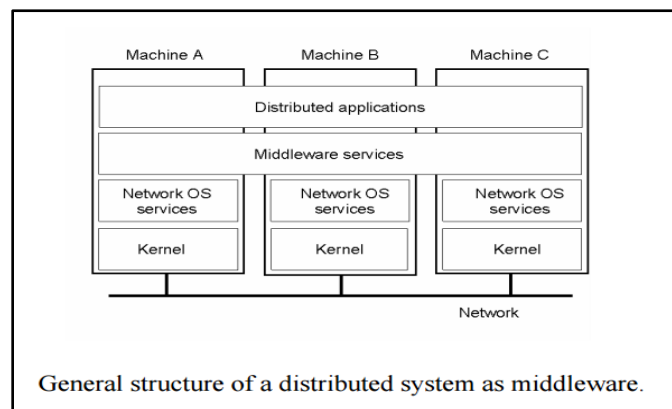 Machine A Machine B Machine C
Distributed applications
Middleware services
Network OS services
Network OS services
Network OS services
Kernel Kernel Kernel
Network
General structure of a distributed system as middleware.